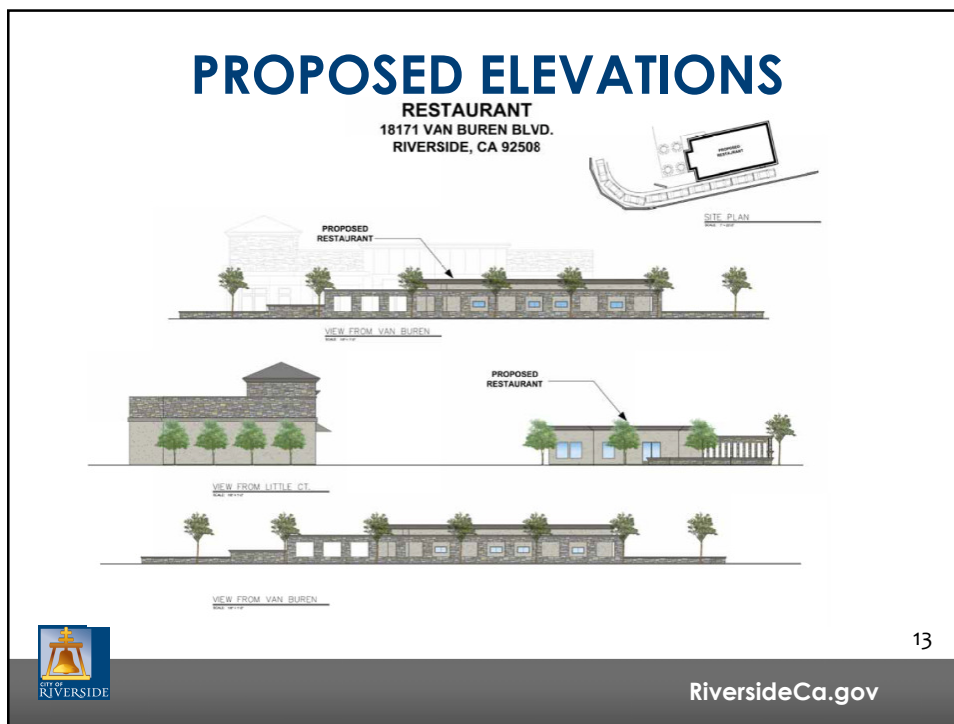 PROPOSED ELEVATIONS
RESTAURANT
18171 VAN BUREN BLVD.
RIVERSIDE, CA 92508
PROPOSED
RESTAURANT
SITE PLAN
PROPOSED
RESTAURANT
VIEW FROM VAN BUREN
PROPOSED
RESTAURANT
VIEW FROM LITTLE CT.
VIEW FROM VAN BUREN
13
CITY OF
RIVERSIDE
RiversideCa.gov